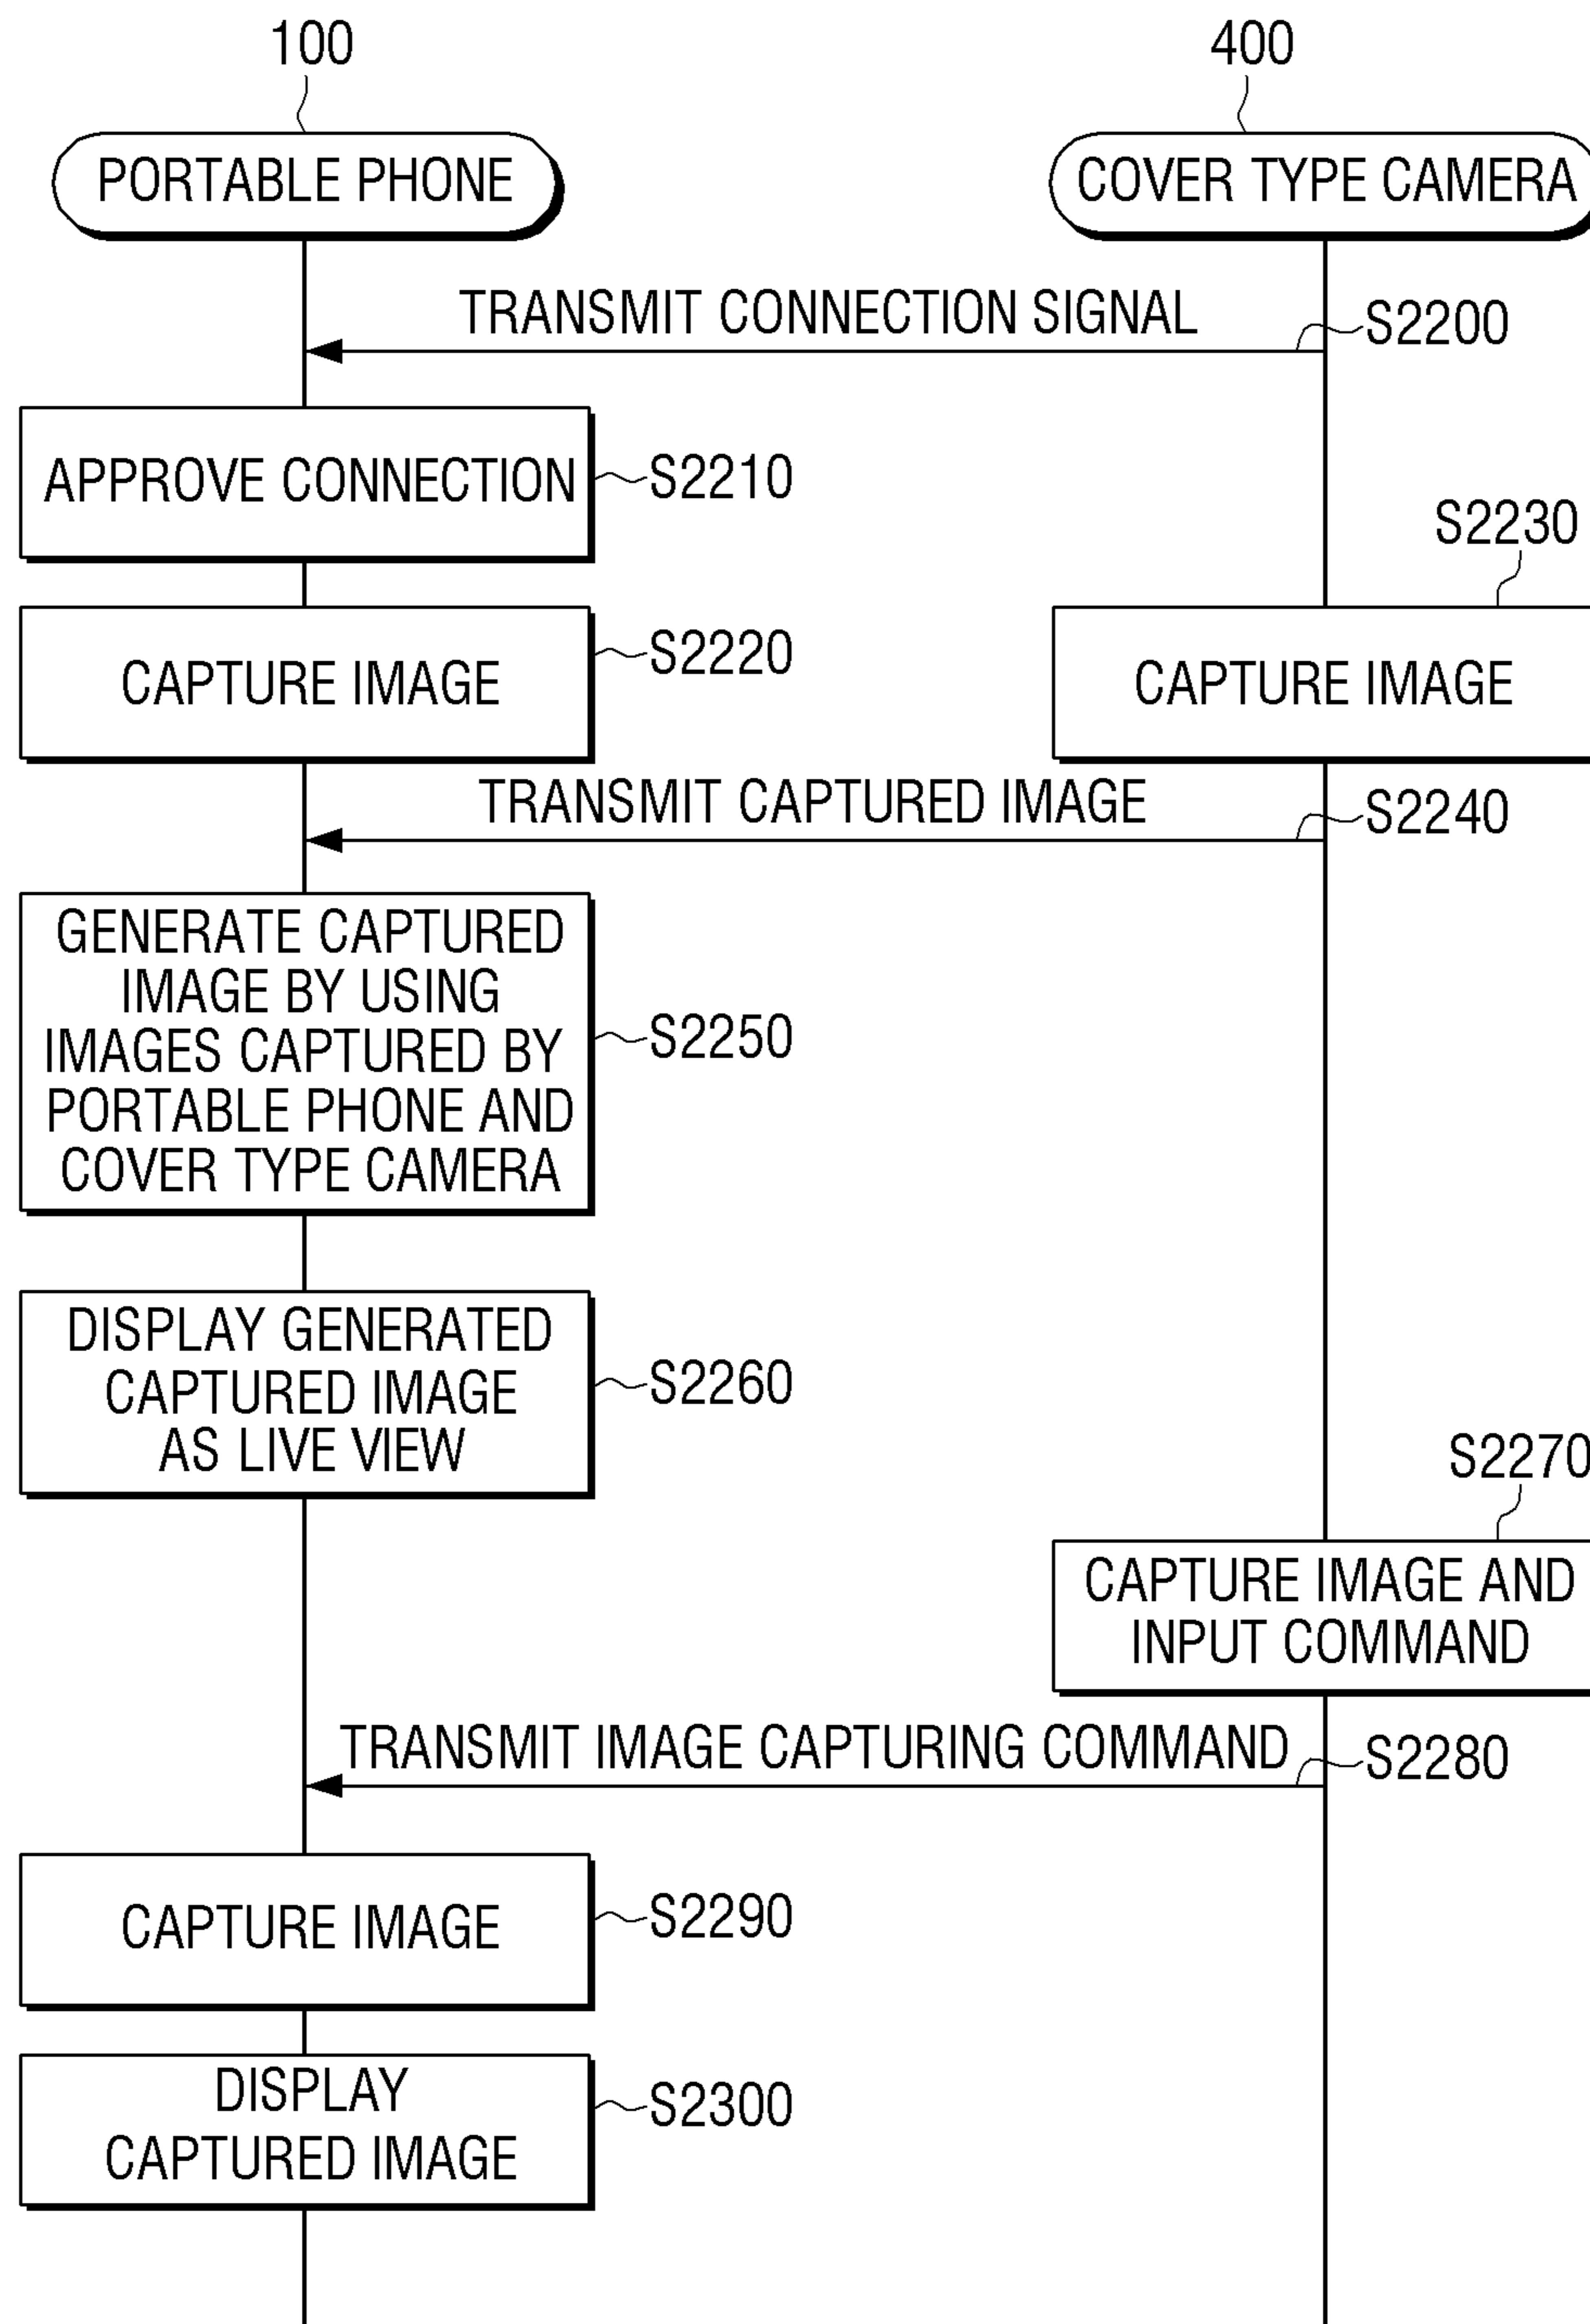 100
400
PORTABLE PHONE
COVER TYPE CAMERA
TRANSMIT CONNECTION SIGNAL
S2200
APPROVE CONNECTION
S2210
S2230
CAPTURE IMAGE
S2220
CAPTURE IMAGE
TRANSMIT CAPTURED IMAGE
S2240
GENERATE CAPTURED
IMAGE BY USING
IMAGES CAPTURED BY
PORTABLE PHONE AND
COVER TYPE CAMERA
S2250
DISPLAY GENERATED
CAPTURED IMAGE
AS LIVE VIEW
S2260
S2270
CAPTURE IMAGE AND
INPUT COMMAND
TRANSMIT IMAGE CAPTURING COMMAND
S2280
CAPTURE IMAGE
S2290
DISPLAY
CAPTURED IMAGE
S2300